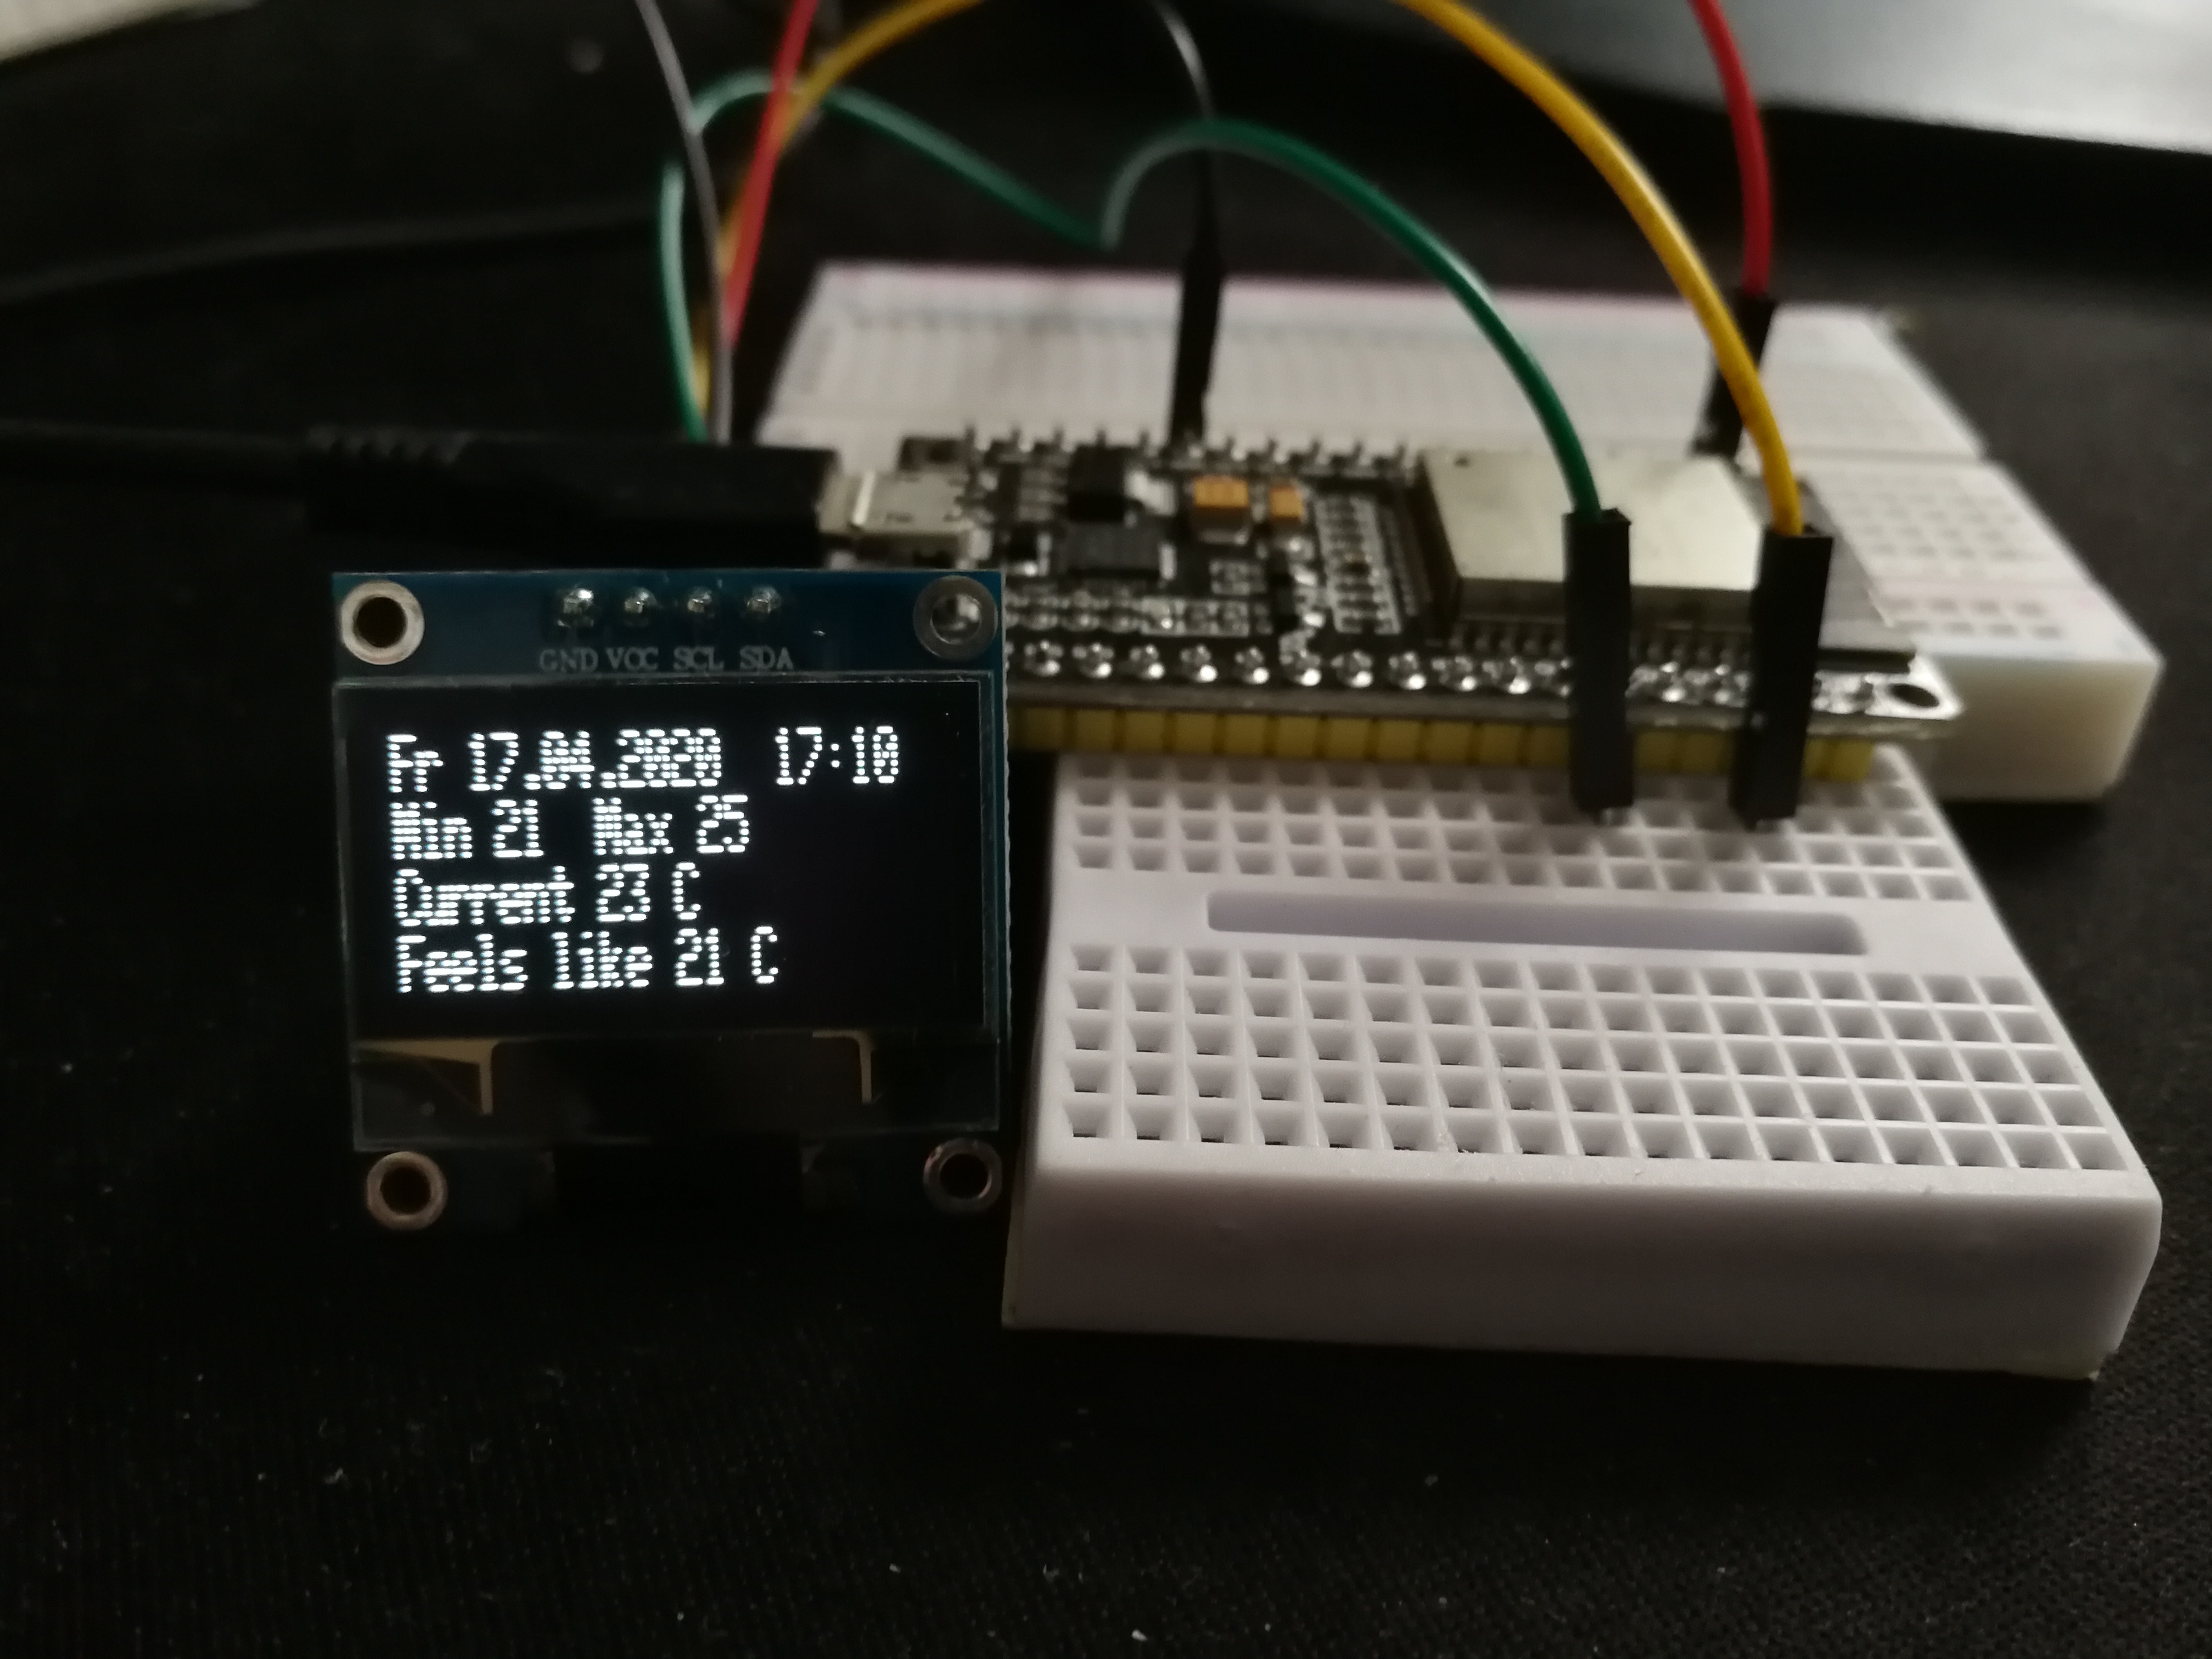 GND VCC SCL SDA
Fr 17.04.2020 17:10
Min 21 Max 25
Current 23 C
Feels like 21 C